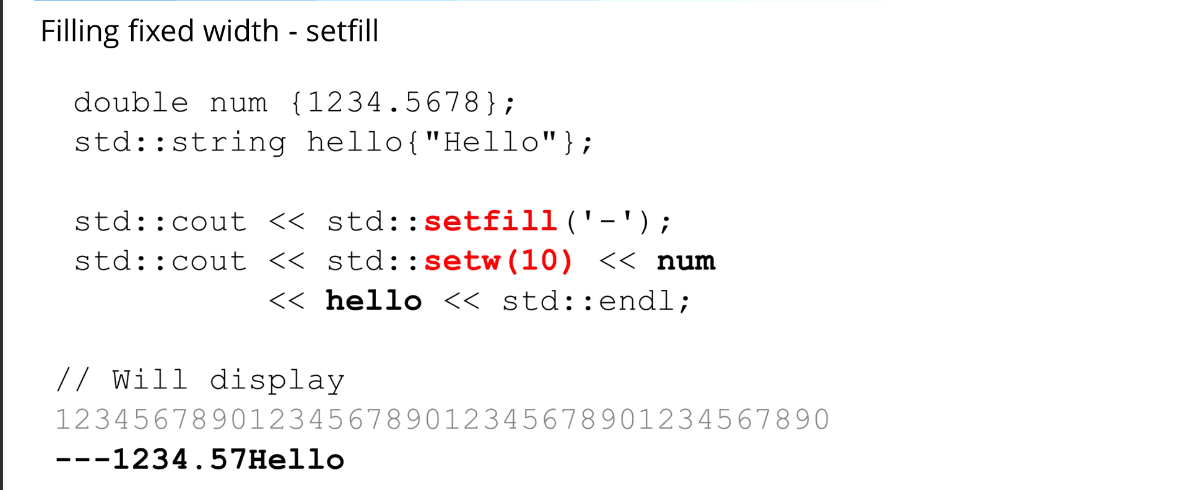 Filling fixed width - setfill
double num {1234.5678};
std::string hello{"Hello"};
std::cout << std::setfill('-');
std::cout << std::setw(10) << num
<< hello << std::endl;
// Will display
1234567890123456789012345678901234567890
---1234.57Hello